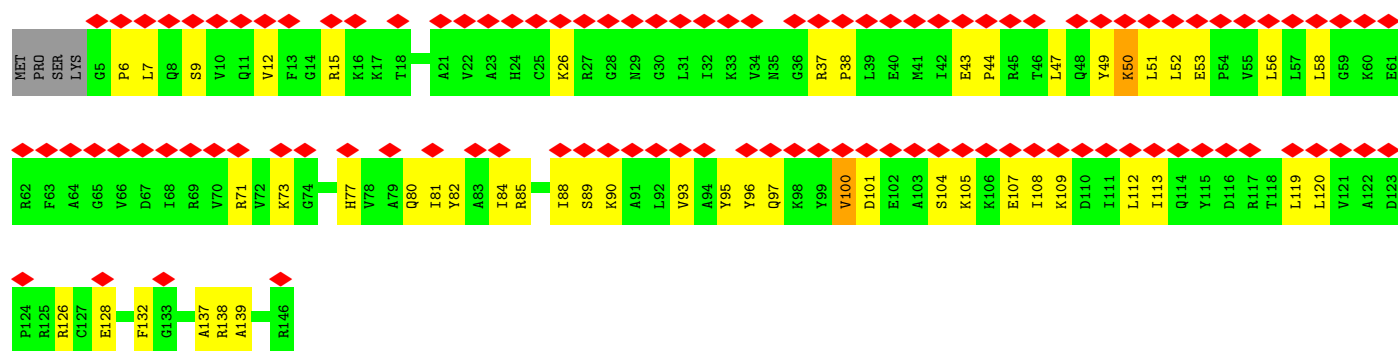 MET PRO SER LYS G5 P6 L7 Q8 S9 V10 Q11 V12 F13 G14 R15 K16 K17 T18 A21 V22 A23 H24 C25 K26 R27 G28 N29 G30 L31 I32 K33 V34 N35 G36 R37 P38 L39 E40 M41 I42 E43 P44 R45 T46 L47 Q48 Y49 K50 L51 L52 E53 P54 V55 L56 L57 L58 G59 K60 E61
R62 F63 A64 G65 V66 D67 I68 R69 V70 R71 V72 K73 G74 H77 V78 A79 Q80 I81 Y82 A83 I84 R85 I88 S89 K90 A91 L92 V93 A94 Y95 Y96 Q97 K98 Y99 V100 D101 E102 A103 S104 K105 K106 E107 I108 K109 D110 I111 L112 I113 Q114 Y115 D116 R117 T118 L119 L120 V121 A122 D123
P124 R125 R126 C127 E128 F132 G133 A137 R138 A139 R146